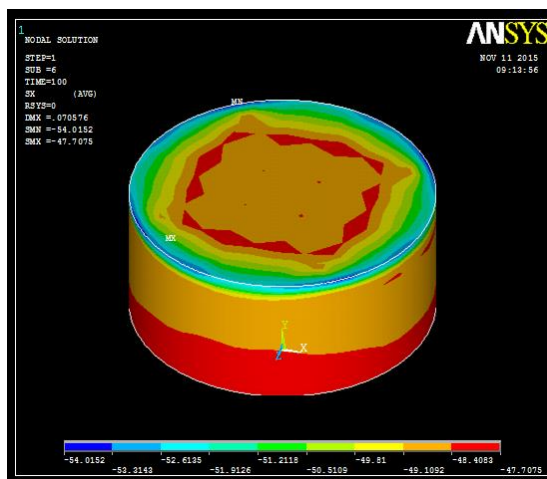 1
NODAL SOLUTION
ANSYS
STEP=1
SUB =6
TIME=100
SX (AVG)
RSYS=0
DMX =.070576
SMN =-54.0152
SMX =-47.7075
NOV 11 2015
09:13:56
MN
MX
Y
Z X
-54.0152 -52.6135 -51.2118 -49.81 -48.4083
-53.3143 -51.9126 -50.5109 -49.1092 -47.7075